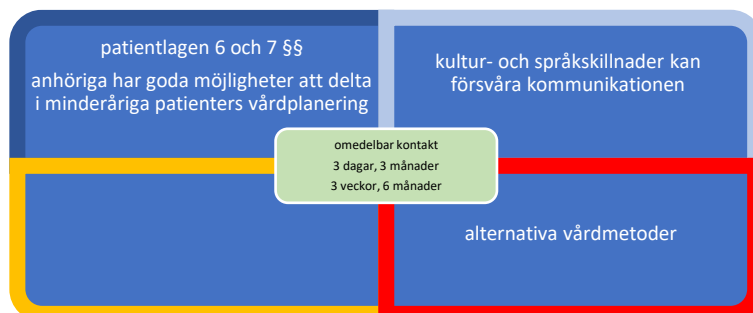 patientlagen 6 och 7 §§
anhöriga har goda möjligheter att delta
i minderåriga patienters vårdplanering
kultur- och språkskillnader kan
försvåra kommunikationen
omedelbar kontakt
3 dagar, 3 månader
3 veckor, 6 månader
alternativa vårdmetoder